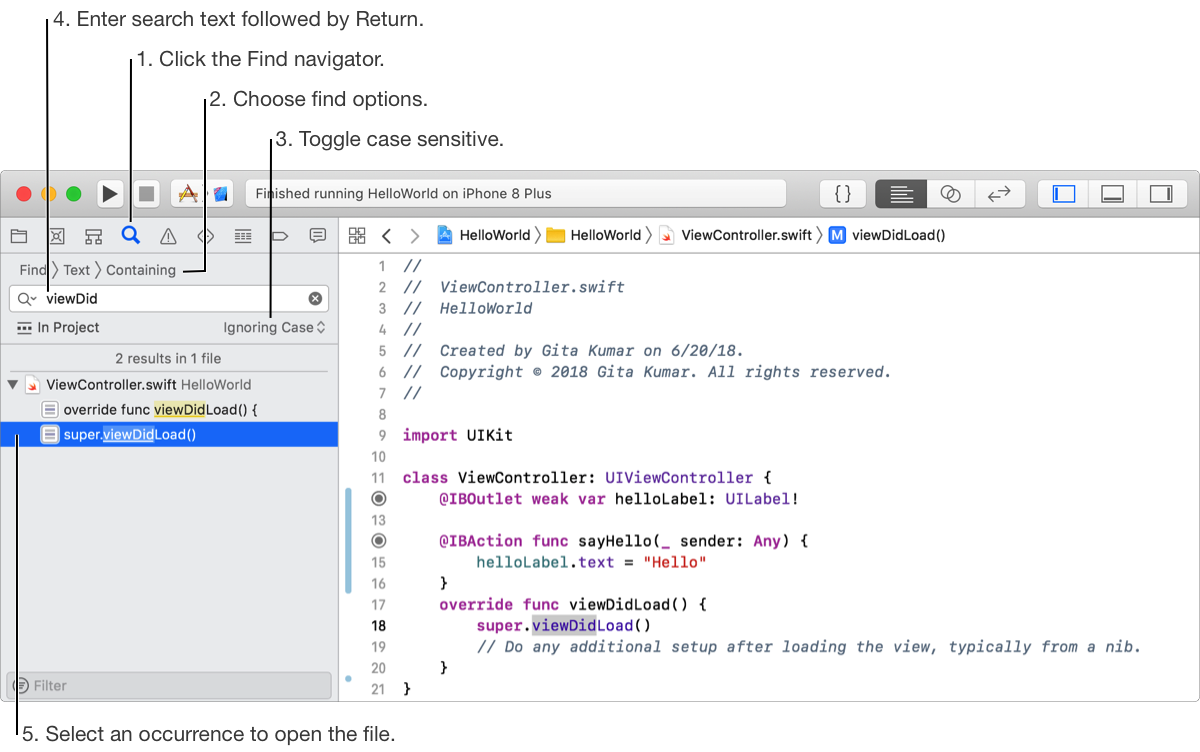 4. Enter search text followed by Return.
1. Click the Find navigator.
2. Choose find options.
3. Toggle case sensitive.
Finished running HelloWorld on iPhone 8 Plus
{ }
HelloWorld 〉 HelloWorld 〉 ViewController.swift 〉 M viewDidLoad()
Find 〉 Text 〉 Containing
viewDid
In Project
Ignoring Case
2 results in 1 file
ViewController.swift HelloWorld
override func viewDidLoad() {
super.viewDidLoad()
Filter
1 //
2 //  ViewController.swift
3 //  HelloWorld
4 //
5 //  Created by Gita Kumar on 6/20/18.
6 //  Copyright © 2018 Gita Kumar. All rights reserved.
7 //
8
9 import UIKit
10
11 class ViewController: UIViewController {
@IBOutlet weak var helloLabel: UILabel!
13
@IBAction func sayHello(_ sender: Any) {
15 helloLabel.text = "Hello"
16 }
17 override func viewDidLoad() {
18 super.viewDidLoad()
19 // Do any additional setup after loading the view, typically from a nib.
20 }
21 }
5. Select an occurrence to open the file.